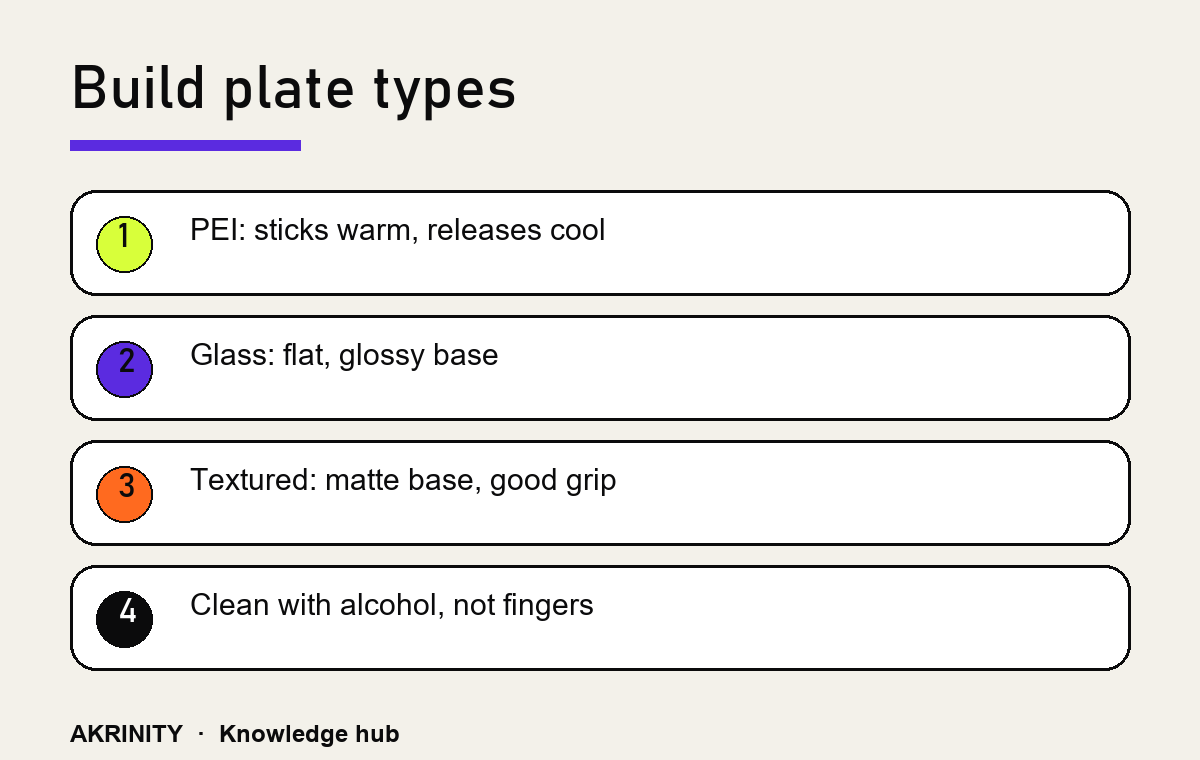 Build plate types
1 PEI: sticks warm, releases cool
2 Glass: flat, glossy base
3 Textured: matte base, good grip
4 Clean with alcohol, not fingers
AKRINITY · Knowledge hub